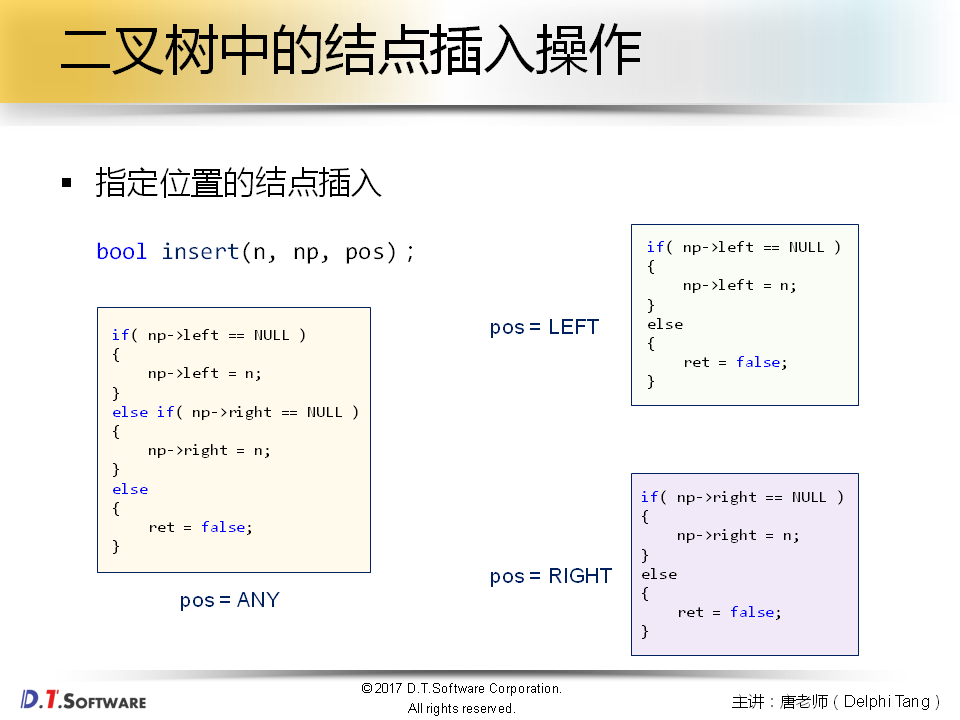 二叉树中的结点插入操作
▪ 指定位置的结点插入
bool insert(n, np, pos);
if( np->left == NULL )
{
    np->left = n;
}
else if( np->right == NULL )
{
    np->right = n;
}
else
{
    ret = false;
}
pos = ANY
pos = LEFT
if( np->left == NULL )
{
    np->left = n;
}
else
{
    ret = false;
}
pos = RIGHT
if( np->right == NULL )
{
    np->right = n;
}
else
{
    ret = false;
}
D.T.SOFTWARE
©2017 D.T.Software Corporation.
All rights reserved.
主讲：唐老师（Delphi Tang）